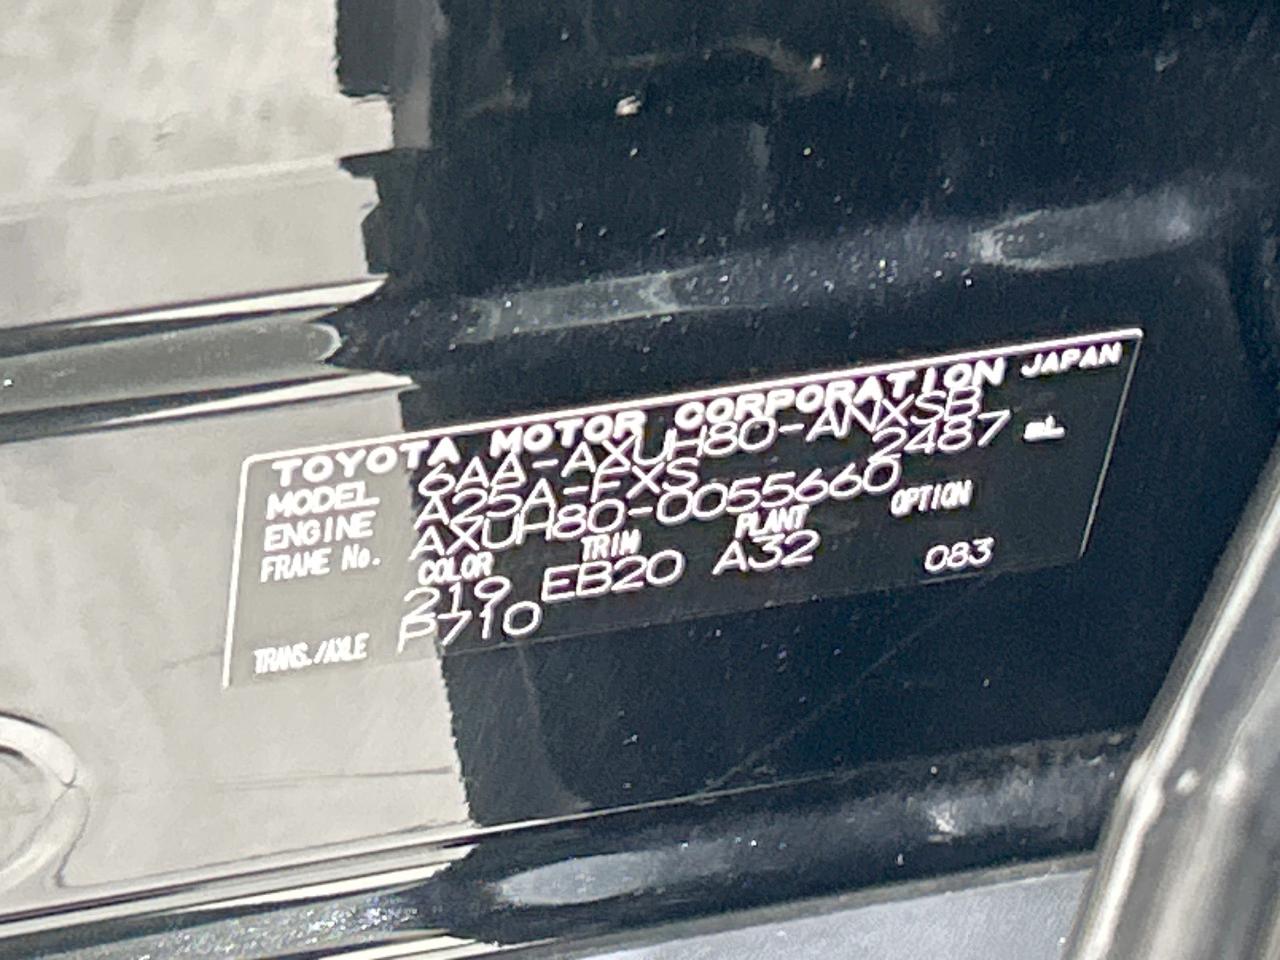 TOYOTA MOTOR CORPORATION JAPAN
MODEL 6AA-AXUH80-ANXSB
ENGINE A25A-FXS 2487 mL
FRAME No. AXUH80-0055660
COLOR TRIM PLANT OPTION
219 EB20 A32 083
TRANS./AXLE P710